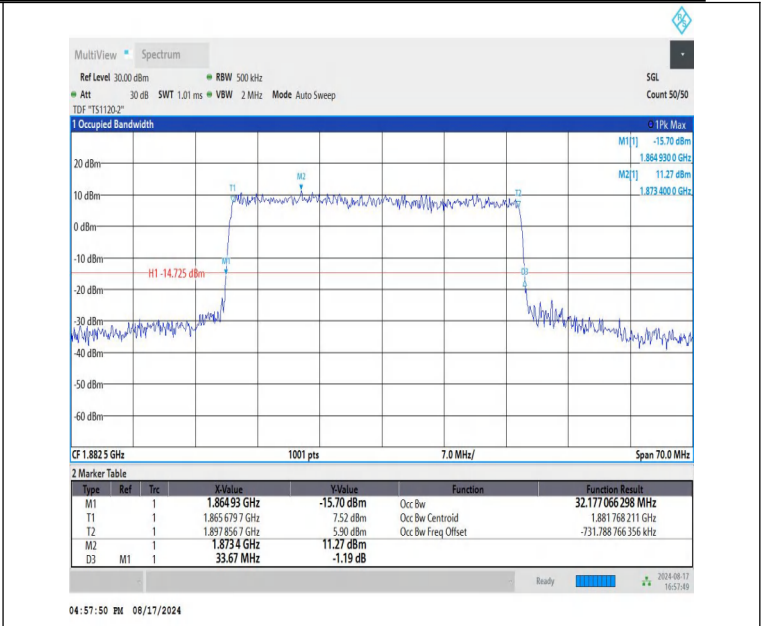 MultiView Spectrum
Ref Level 30.00 dBm RBW 500 kHz SGL
Att 30 dB SWT 1.01 ms VBW 2 MHz Mode Auto Sweep Count 50/50
TDF "TS1120-2"
1 Occupied Bandwidth 1Pk Max
M1[1] -15.70 dBm
1.864 930 0 GHz
M2[1] 11.27 dBm
1.873 400 0 GHz
20 dBm
M2
T1
T2
10 dBm
0 dBm
-10 dBm
M1
H1 -14.725 dBm
D3
-20 dBm
-30 dBm
-40 dBm
-50 dBm
-60 dBm
CF 1.882 5 GHz 1001 pts 7.0 MHz/ Span 70.0 MHz
2 Marker Table
Type Ref Trc X-Value Y-Value Function Function Result
M1 1 1.864 93 GHz -15.70 dBm Occ Bw 32.177 066 298 MHz
T1 1 1.865 679 7 GHz 7.52 dBm Occ Bw Centroid 1.881 768 211 GHz
T2 1 1.897 856 7 GHz 5.90 dBm Occ Bw Freq Offset -731.788 766 356 kHz
M2 1 1.873 4 GHz 11.27 dBm
D3 M1 1 33.67 MHz -1.19 dB
Ready 2024-08-17
16:57:49
04:57:50 PM 08/17/2024